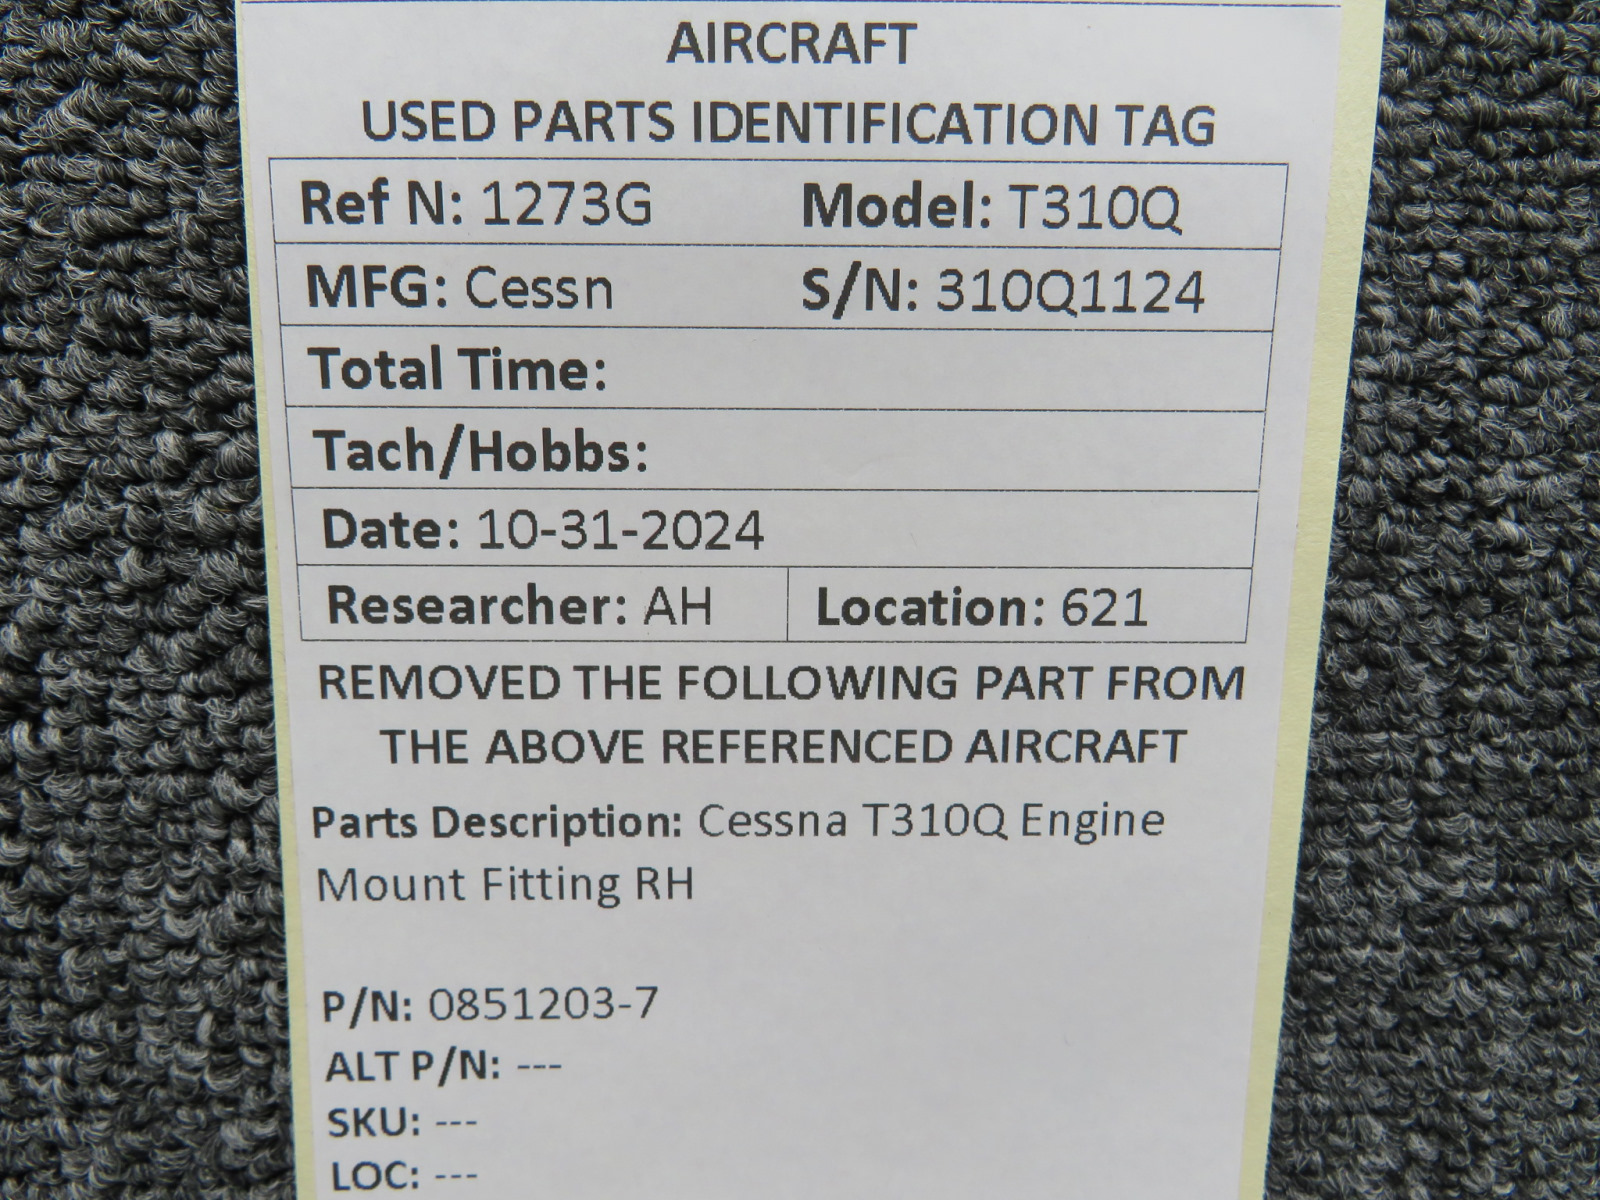 AIRCRAFT
USED PARTS IDENTIFICATION TAG
Ref N: 1273G Model: T310Q
MFG: Cessn S/N: 310Q1124
Total Time:
Tach/Hobbs:
Date: 10-31-2024
Researcher: AH Location: 621
REMOVED THE FOLLOWING PART FROM
THE ABOVE REFERENCED AIRCRAFT
Parts Description: Cessna T310Q Engine
Mount Fitting RH
P/N: 0851203-7
ALT P/N: ---
SKU: ---
LOC: ---